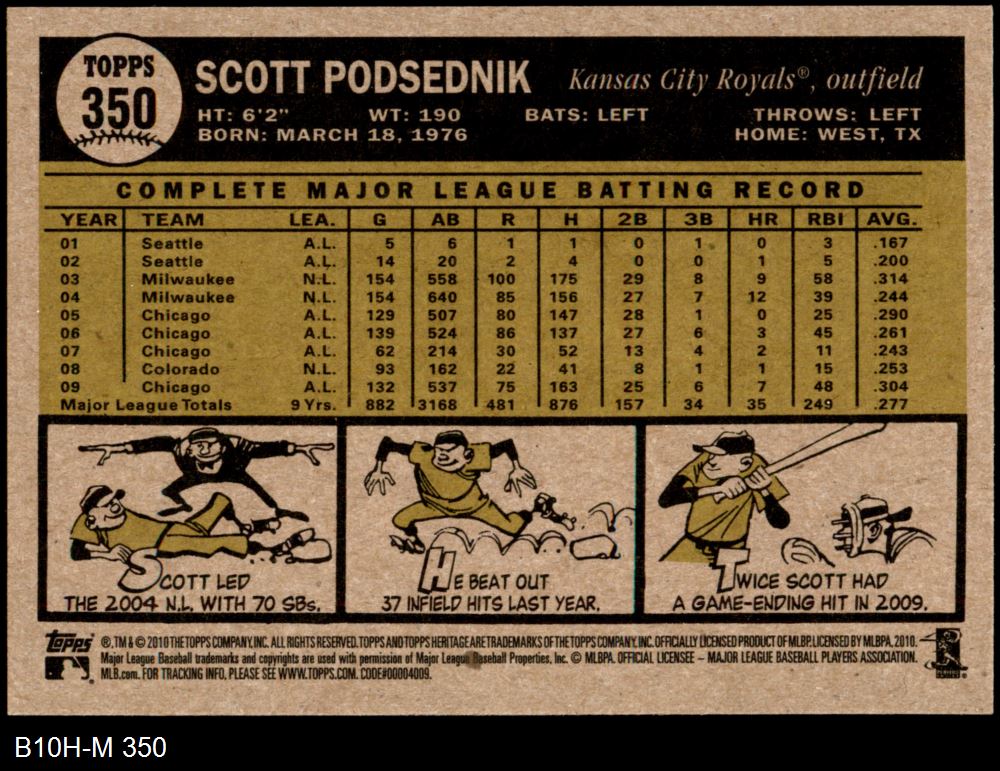 TOPPS
350
SCOTT PODSEDNIK Kansas City Royals®, outfield
HT: 6'2" WT: 190 BATS: LEFT THROWS: LEFT
BORN: MARCH 18, 1976 HOME: WEST, TX
COMPLETE MAJOR LEAGUE BATTING RECORD
YEAR TEAM LEA. G AB R H 2B 3B HR RBI AVG.
01 Seattle A.L. 5 6 1 1 0 1 0 3 .167
02 Seattle A.L. 14 20 2 4 0 0 1 5 .200
03 Milwaukee N.L. 154 558 100 175 29 8 9 58 .314
04 Milwaukee N.L. 154 640 85 156 27 7 12 39 .244
05 Chicago A.L. 129 507 80 147 28 1 0 25 .290
06 Chicago A.L. 139 524 86 137 27 6 3 45 .261
07 Chicago A.L. 62 214 30 52 13 4 2 11 .243
08 Colorado N.L. 93 162 22 41 8 1 1 15 .253
09 Chicago A.L. 132 537 75 163 25 6 7 48 .304
Major League Totals 9 Yrs. 882 3168 481 876 157 34 35 249 .277
SCOTT LED
THE 2004 N.L. WITH 70 SBs.
HE BEAT OUT
37 INFIELD HITS LAST YEAR.
TWICE SCOTT HAD
A GAME-ENDING HIT IN 2009.
Topps ®, TM & © 2010 THE TOPPS COMPANY, INC. ALL RIGHTS RESERVED. TOPPS AND TOPPS HERITAGE ARE TRADEMARKS OF THE TOPPS COMPANY, INC. OFFICIALLY LICENSED PRODUCT OF MLBP. LICENSED BY MLBPA, 2010.
Major League Baseball trademarks and copyrights are used with permission of Major League Baseball Properties, Inc. © MLBPA. OFFICIAL LICENSEE – MAJOR LEAGUE BASEBALL PLAYERS ASSOCIATION.
MLB.com. FOR TRACKING INFO, PLEASE SEE WWW.TOPPS.COM. CODE#00004009.
B10H-M 350